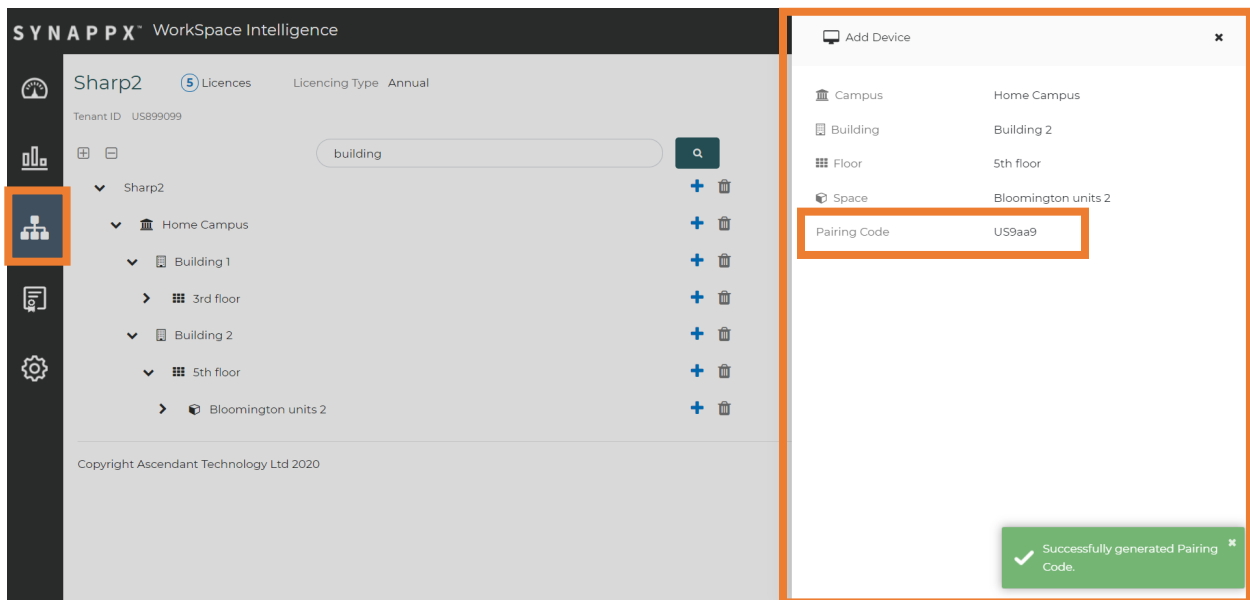 SYNAPPX™ WorkSpace Intelligence
Sharp2 5 Licences Licencing Type Annual
Tenant ID US899099
building
Sharp2
Home Campus
Building 1
3rd floor
Building 2
5th floor
Bloomington units 2
Copyright Ascendant Technology Ltd 2020
Add Device
Campus Home Campus
Building Building 2
Floor 5th floor
Space Bloomington units 2
Pairing Code US9aa9
Successfully generated Pairing
Code.